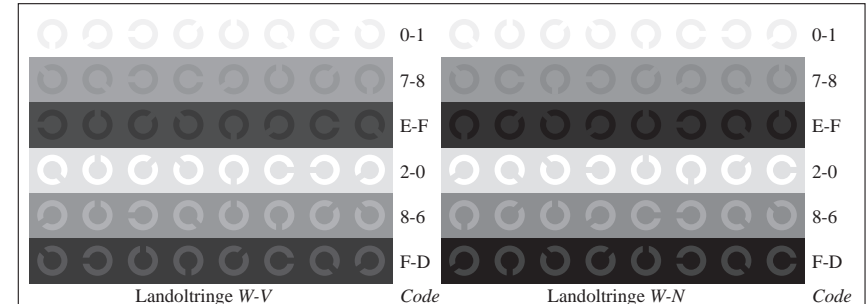 0-1 0-1
7-8 7-8
E-F E-F
2-0 2-0
8-6 8-6
F-D F-D
Landoltringe W-V Code Landoltringe W-N Code